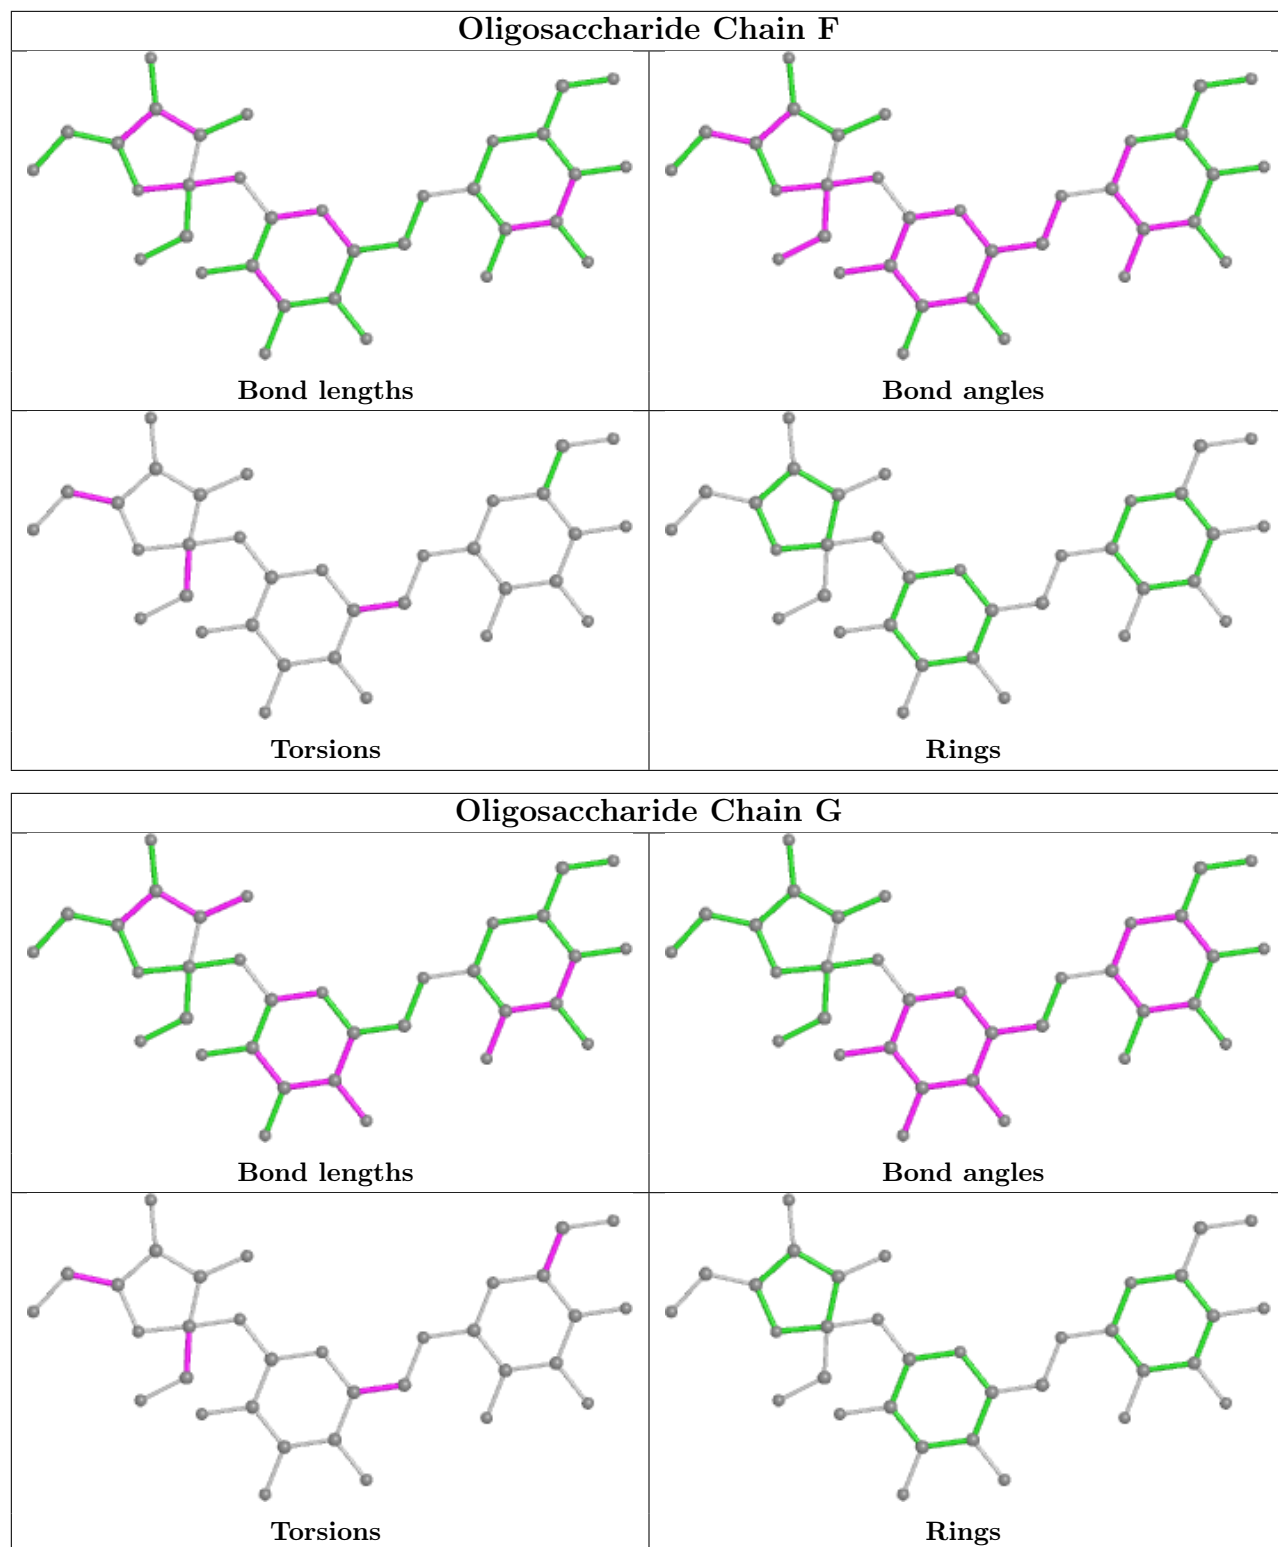 Oligosaccharide Chain F
Bond lengths
Bond angles
Torsions
Rings
Oligosaccharide Chain G
Bond lengths
Bond angles
Torsions
Rings